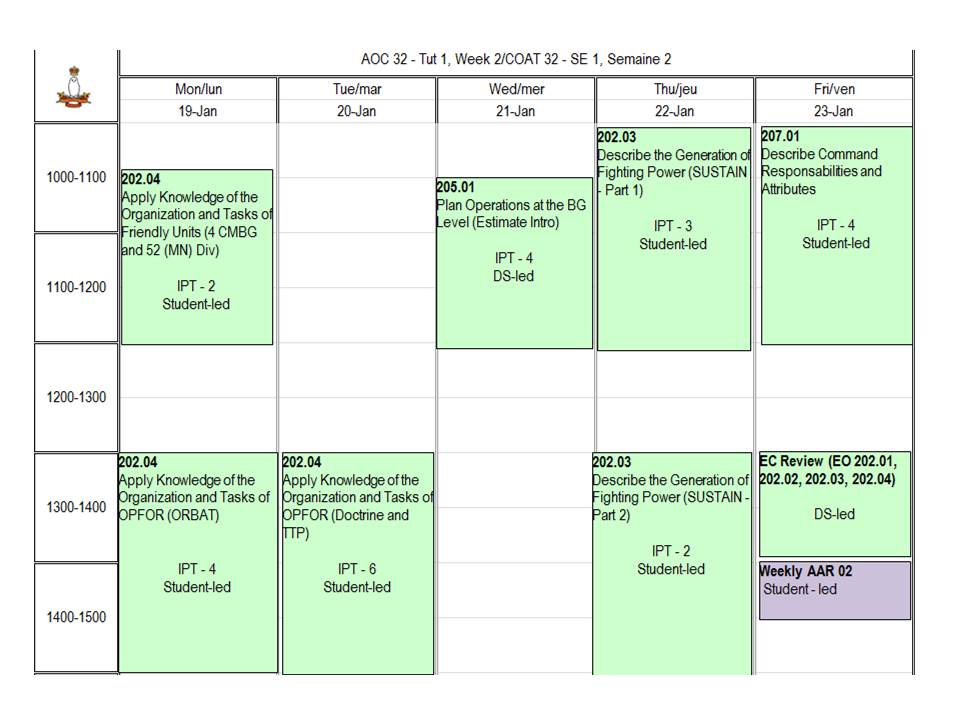 AOC 32 - Tut 1, Week 2/COAT 32 - SE 1, Semaine 2
Mon/lun
Tue/mar
Wed/mer
Thu/jeu
Fri/ven
19-Jan
20-Jan
21-Jan
22-Jan
23-Jan
1000-1100
1100-1200
1200-1300
1300-1400
1400-1500
202.04
Apply Knowledge of the
Organization and Tasks of
Friendly Units (4 CMBG
and 52 (MN) Div)
IPT - 2
Student-led
205.01
Plan Operations at the BG
Level (Estimate Intro)
IPT - 4
DS-led
202.03
Describe the Generation of
Fighting Power (SUSTAIN
- Part 1)
IPT - 3
Student-led
207.01
Describe Command
Responsabilities and
Attributes
IPT - 4
Student-led
202.04
Apply Knowledge of the
Organization and Tasks of
OPFOR (ORBAT)
IPT - 4
Student-led
202.04
Apply Knowledge of the
Organization and Tasks of
OPFOR (Doctrine and
TTP)
IPT - 6
Student-led
202.03
Describe the Generation of
Fighting Power (SUSTAIN -
Part 2)
IPT - 2
Student-led
EC Review (EO 202.01,
202.02, 202.03, 202.04)
DS-led
Weekly AAR 02
Student - led